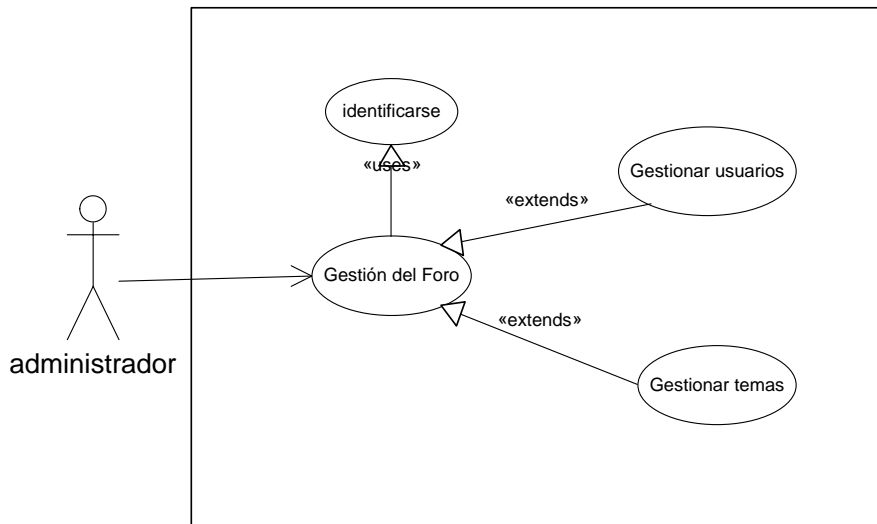 identificarse
«uses»
Gestionar usuarios
«extends»
Gestión del Foro
«extends»
administrador
Gestionar temas